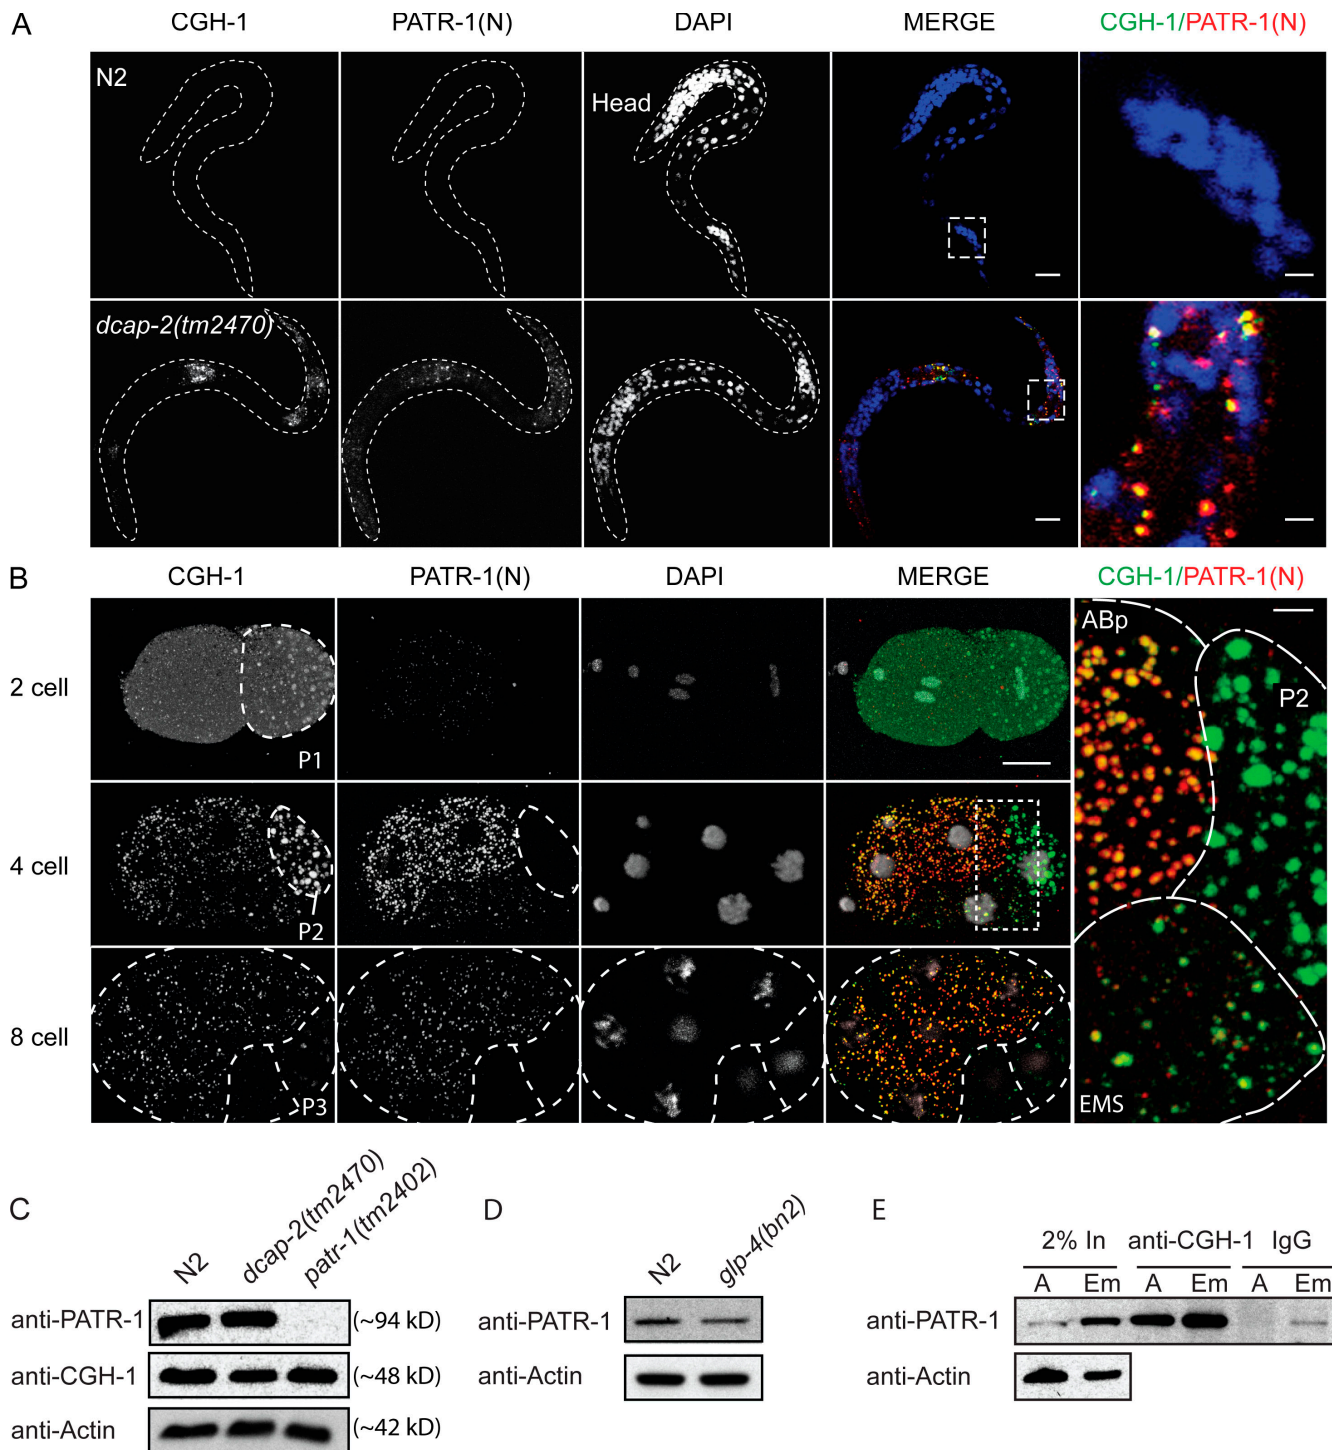 A
CGH-1 PATR-1(N) DAPI MERGE CGH-1/PATR-1(N)
N2
Head
dcap-2(tm2470)
B
CGH-1 PATR-1(N) DAPI MERGE CGH-1/PATR-1(N)
2 cell
P1
ABp
P2
4 cell
P2
8 cell
P3
EMS
C
N2 dcap-2(tm2470) patr-1(tm2402)
anti-PATR-1 (~94 kD)
anti-CGH-1 (~48 kD)
anti-Actin (~42 kD)
D
N2 glp-4(bn2)
anti-PATR-1
anti-Actin
E
2% In anti-CGH-1 IgG
A Em A Em A Em
anti-PATR-1
anti-Actin